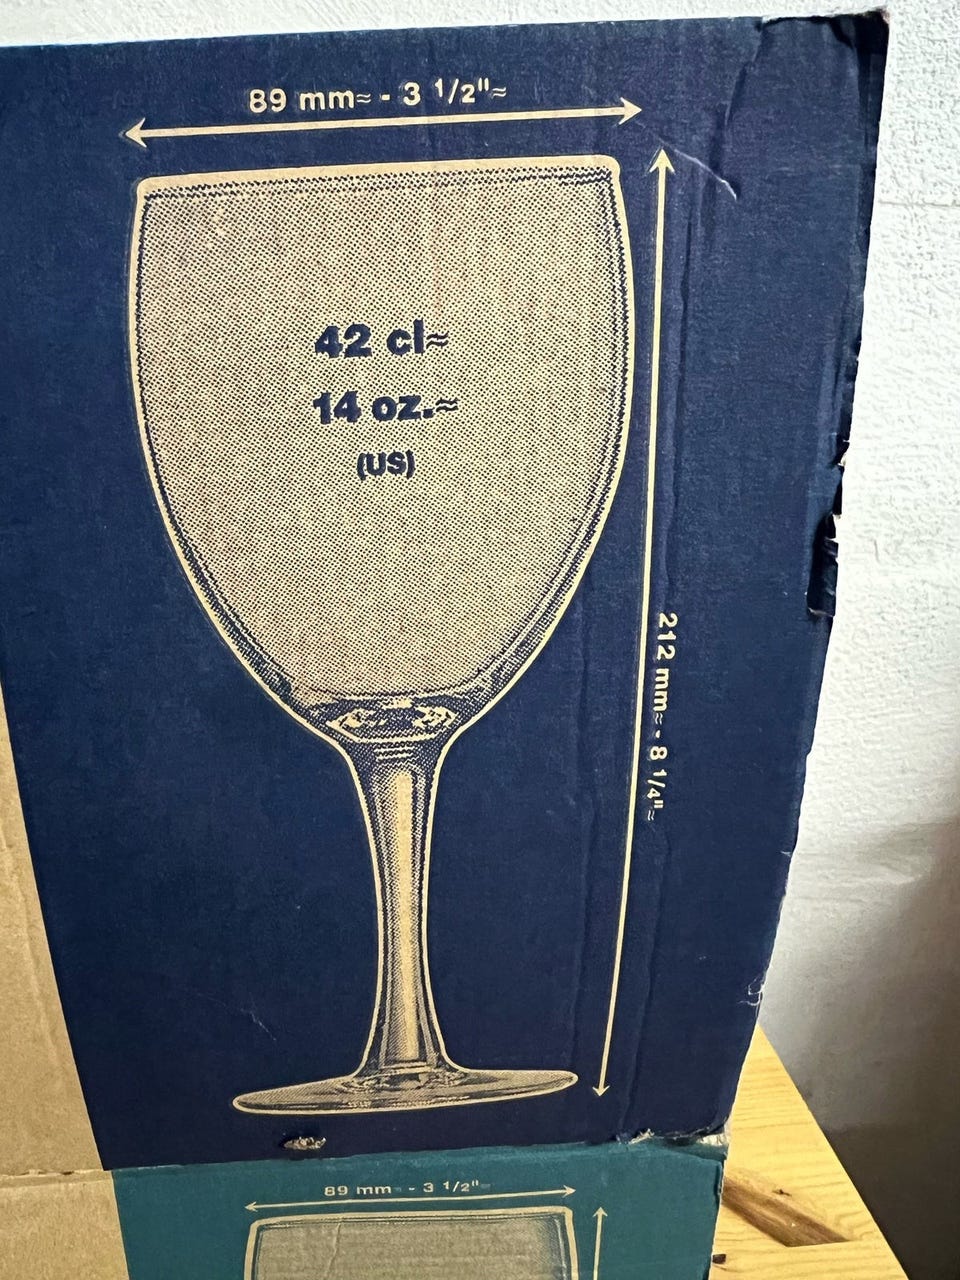 89 mm≈ - 3 1/2"≈
42 cl≈
14 oz.≈
(US)
212 mm≈ - 8 1/4"≈
89 mm - 3 1/2"